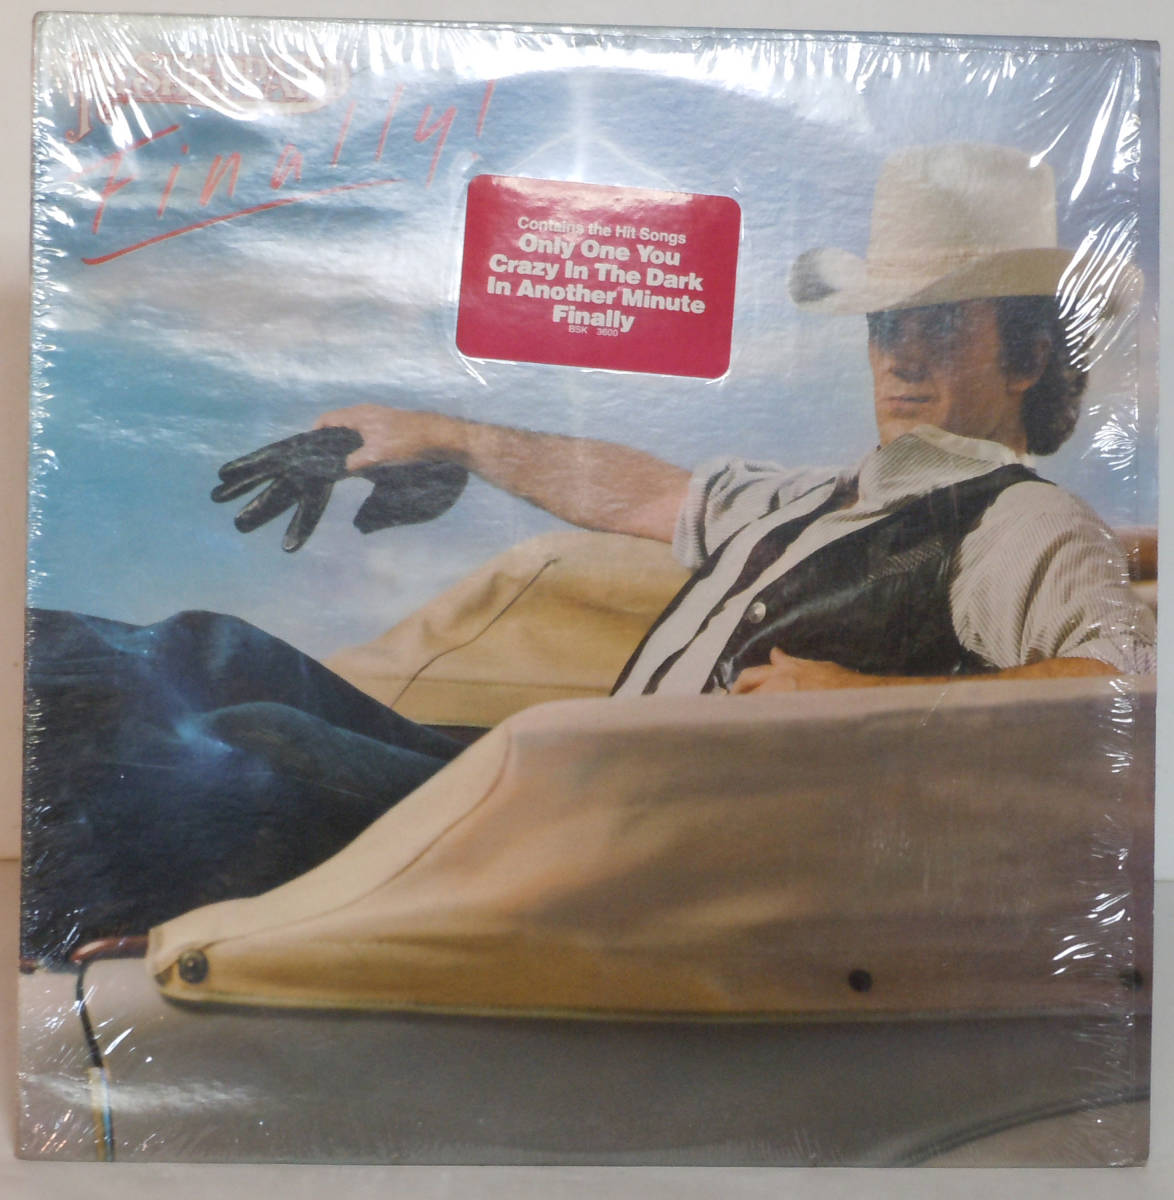 Finally!
Contains the Hit Songs
Only One You
Crazy In The Dark
In Another Minute
Finally
BSK 3600